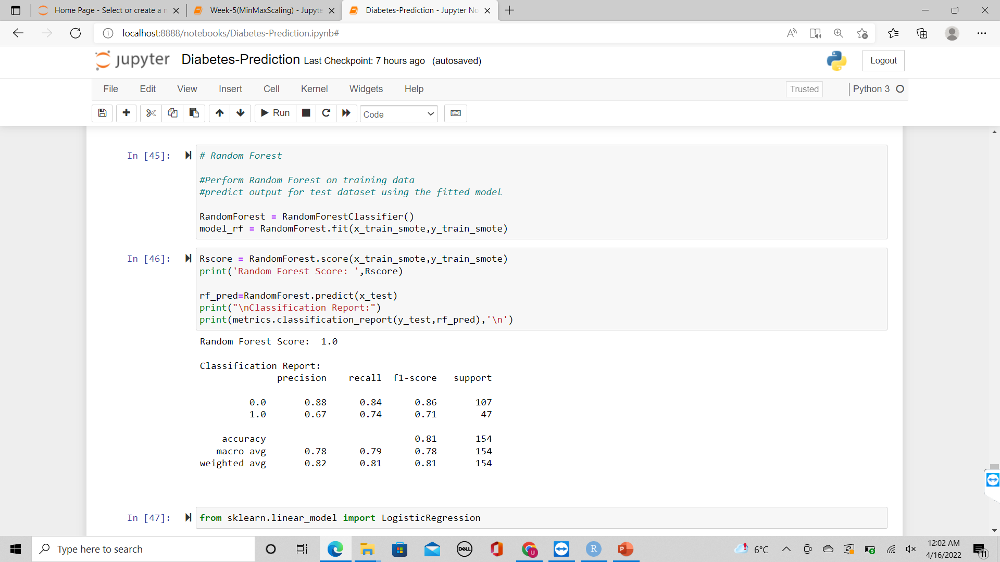 Home Page - Select or create a n
Week-5(MinMaxScaling) - Jupyte
Diabetes-Prediction - Jupyter No
localhost:8888/notebooks/Diabetes-Prediction.ipynb#
jupyter Diabetes-Prediction Last Checkpoint: 7 hours ago (autosaved)
Logout
File Edit View Insert Cell Kernel Widgets Help
Trusted Python 3
Run Code
In [45]: # Random Forest
#Perform Random Forest on training data
#predict output for test dataset using the fitted model
RandomForest = RandomForestClassifier()
model_rf = RandomForest.fit(x_train_smote,y_train_smote)
In [46]: Rscore = RandomForest.score(x_train_smote,y_train_smote)
print('Random Forest Score: ',Rscore)
rf_pred=RandomForest.predict(x_test)
print("\nClassification Report:")
print(metrics.classification_report(y_test,rf_pred),'\n')
Random Forest Score:  1.0
Classification Report:
precision recall f1-score support
0.0 0.88 0.84 0.86 107
1.0 0.67 0.74 0.71 47
accuracy 0.81 154
macro avg 0.78 0.79 0.78 154
weighted avg 0.82 0.81 0.81 154
In [47]: from sklearn.linear_model import LogisticRegression
Type here to search
DELL
U
R
P
6°C
12:02 AM
4/16/2022
11